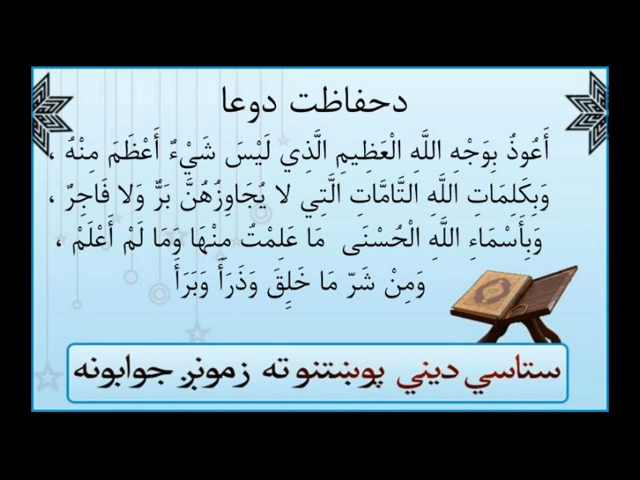 دحفاظت دوعا
أَعُوذُ بِوَجْهِ اللَّهِ الْعَظِيمِ الَّذِي لَيْسَ شَيْءٌ أَعْظَمَ مِنْهُ ،
وَبِكَلِمَاتِ اللَّهِ التَّامَّاتِ الَّتِي لا يُجَاوِزُهُنَّ بَرٌّ وَلا فَاجِرٌ ،
وَبِأَسْمَاءِ اللَّهِ الْحُسْنَى مَا عَلِمْتُ مِنْهَا وَمَا لَمْ أَعْلَمْ ،
وَمِنْ شَرِّ مَا خَلِقَ وَذَرَأَ وَبَرَأَ
ستاسي ديني پوښتنو ته زمونږ جوابونه